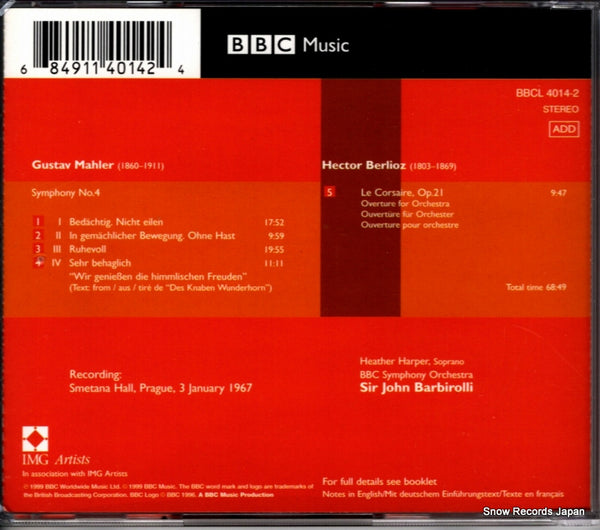 BBC Music
6 84911 40142 4
BBCL 4014-2
STEREO
ADD
Gustav Mahler (1860–1911)
Symphony No.4
1 I Bedächtig. Nicht eilen 17:52
2 II In gemächlicher Bewegung. Ohne Hast 9:59
3 III Ruhevoll 19:55
4 IV Sehr behaglich 11:11
"Wir genießen die himmlischen Freuden"
(Text: from / aus / tiré de "Des Knaben Wunderhorn")
Hector Berlioz (1803–1869)
5 Le Corsaire, Op.21 9:47
Overture for Orchestra
Ouvertüre für Orchester
Ouverture pour orchestre
Total time 68:49
Recording:
Smetana Hall, Prague, 3 January 1967
Heather Harper, Soprano
BBC Symphony Orchestra
Sir John Barbirolli
IMG Artists
In association with IMG Artists
℗ 1999 BBC Worldwide Music Ltd. © 1999 BBC Music. The BBC word mark and logo are trademarks of
the British Broadcasting Corporation. BBC Logo © BBC 1996. A BBC Music Production
For full details see booklet
Notes in English/Mit deutschem Einführungstext/Texte en français
Snow Records Japan